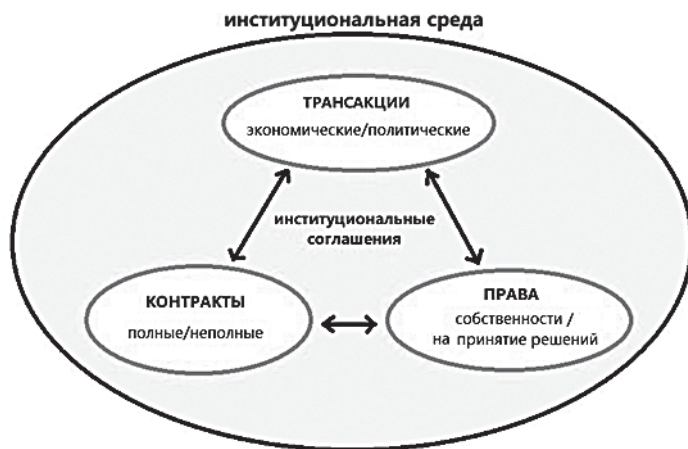 институциональная среда
ТРАНСАКЦИИ
экономические/политические
институциональные
соглашения
КОНТРАКТЫ
полные/неполные
ПРАВА
собственности /
на принятие решений